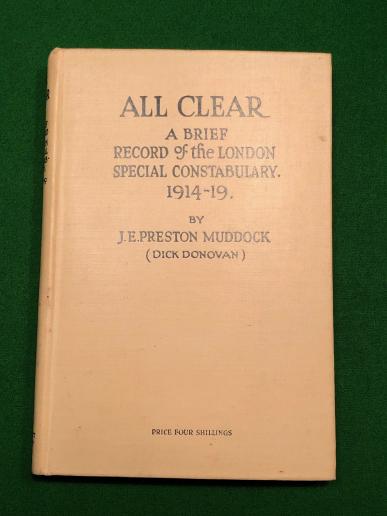 ALL CLEAR
A BRIEF
RECORD of the LONDON
SPECIAL CONSTABULARY.
1914-19.
BY
J.E.PRESTON MUDDOCK
(DICK DONOVAN)
PRICE FOUR SHILLINGS